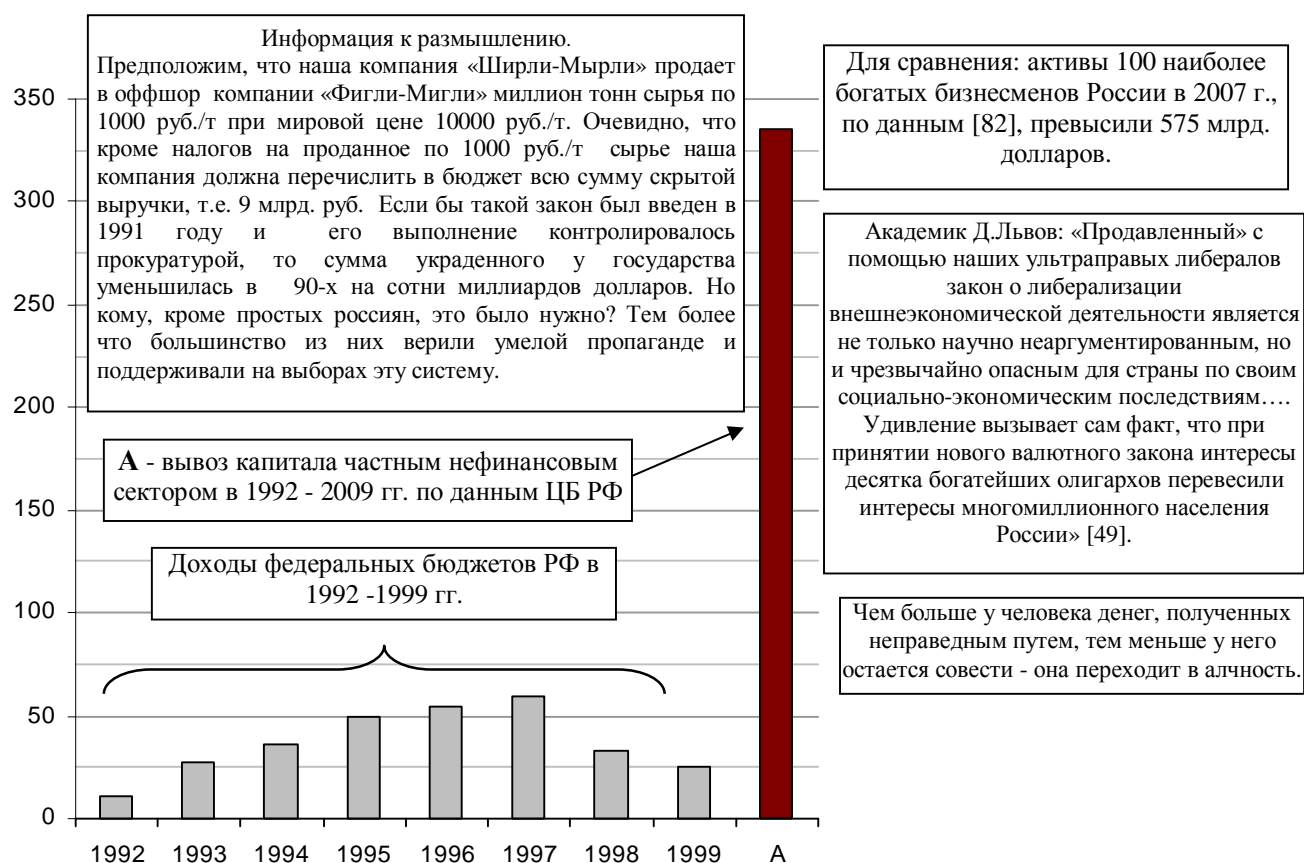 Информация к размышлению.
Предположим, что наша компания «Ширли-Мырли» продает
в оффшор компании «Фигли-Мигли» миллион тонн сырья по
1000 руб./т при мировой цене 10000 руб./т. Очевидно, что
кроме налогов на проданное по 1000 руб./т сырье наша
компания должна перечислить в бюджет всю сумму скрытой
выручки, т.е. 9 млрд. руб. Если бы такой закон был введен в
1991 году и его выполнение контролировалось
прокуратурой, то сумма украденного у государства
уменьшилась в 90-х на сотни миллиардов долларов. Но
кому, кроме простых россиян, это было нужно? Тем более
что большинство из них верили умелой пропаганде и
поддерживали на выборах эту систему.
Для сравнения: активы 100 наиболее
богатых бизнесменов России в 2007 г.,
по данным [82], превысили 575 млрд.
долларов.
Академик Д.Львов: «Продавленный» с
помощью наших ультраправых либералов
закон о либерализации
внешнеэкономической деятельности является
не только научно неаргументированным, но
и чрезвычайно опасным для страны по своим
социально-экономическим последствиям….
Удивление вызывает сам факт, что при
принятии нового валютного закона интересы
десятка богатейших олигархов перевесили
интересы многомиллионного населения
России» [49].
А - вывоз капитала частным нефинансовым
сектором в 1992 - 2009 гг. по данным ЦБ РФ
Доходы федеральных бюджетов РФ в
1992 -1999 гг.
Чем больше у человека денег, полученных
неправедным путем, тем меньше у него
остается совести - она переходит в алчность.
350
300
250
200
150
100
50
0
1992 1993 1994 1995 1996 1997 1998 1999 А